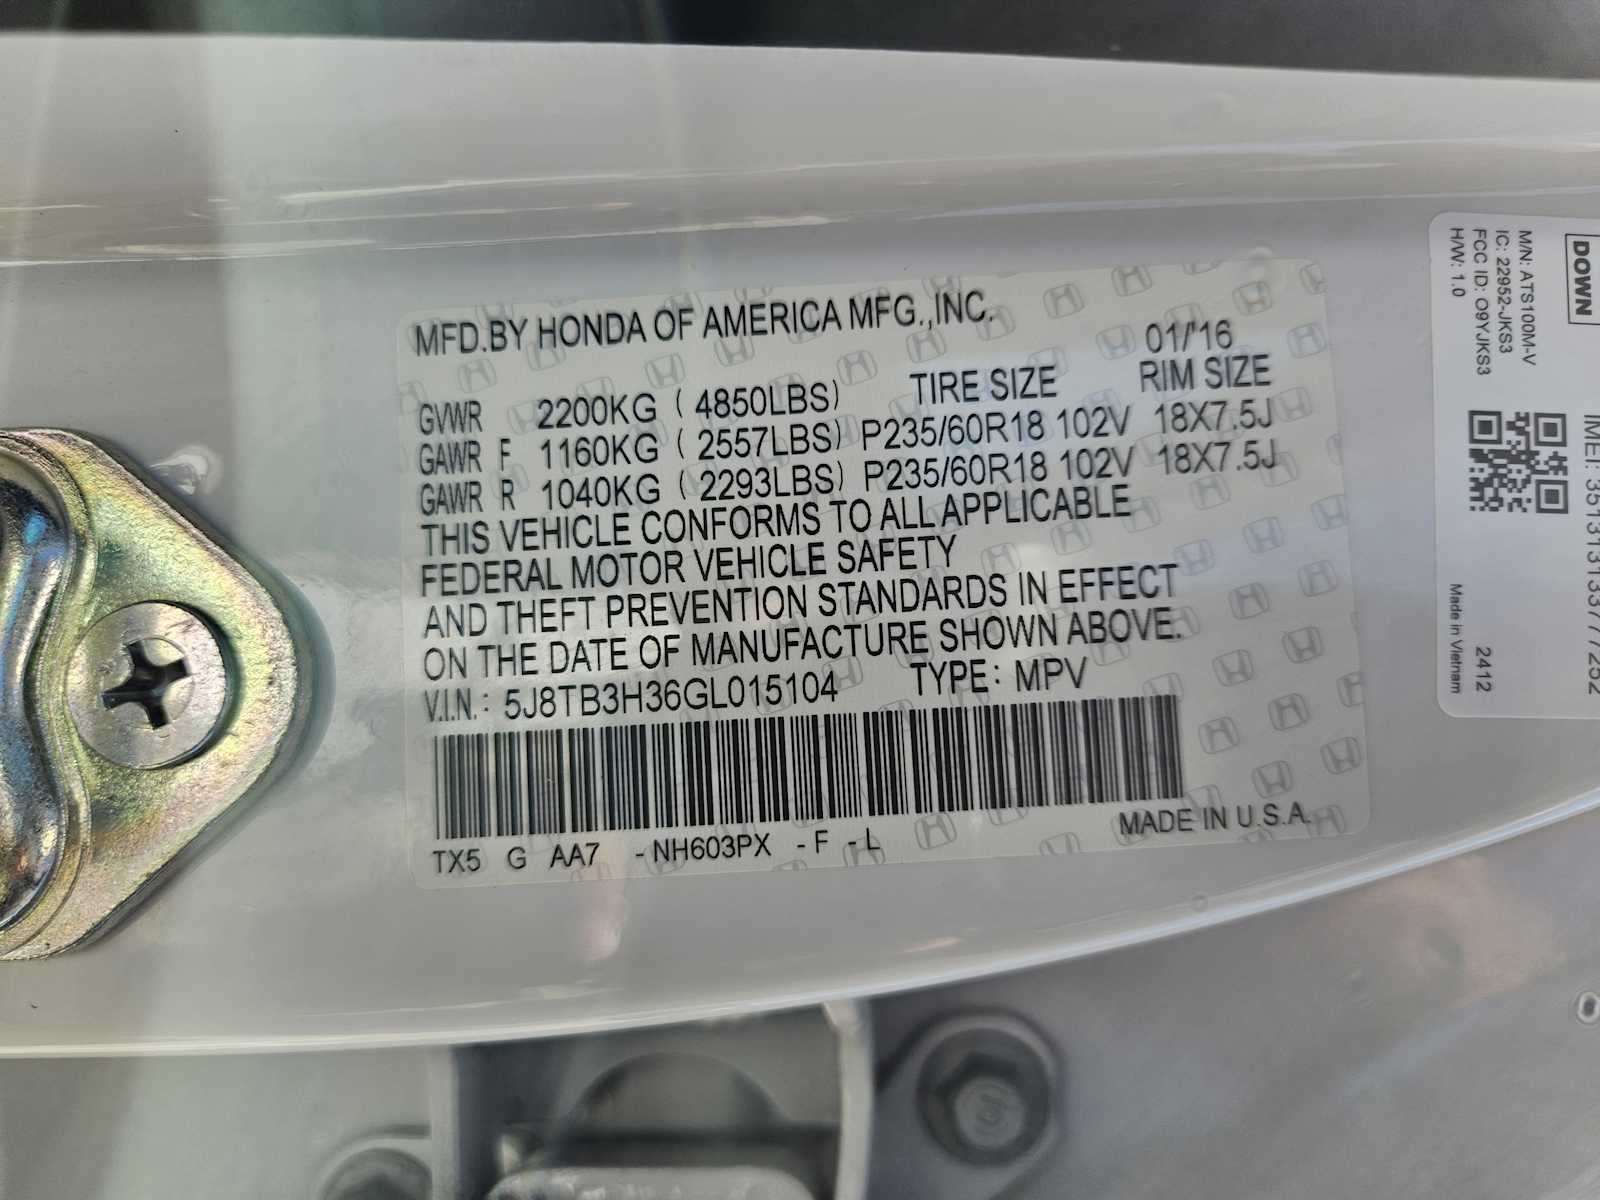 MFD.BY HONDA OF AMERICA MFG.,INC.
01/'16
GVWR 2200KG ( 4850LBS) TIRE SIZE RIM SIZE
GAWR F 1160KG ( 2557LBS) P235/60R18 102V 18X7.5J
GAWR R 1040KG ( 2293LBS) P235/60R18 102V 18X7.5J
THIS VEHICLE CONFORMS TO ALL APPLICABLE
FEDERAL MOTOR VEHICLE SAFETY
AND THEFT PREVENTION STANDARDS IN EFFECT
ON THE DATE OF MANUFACTURE SHOWN ABOVE.
V.I.N.: 5J8TB3H36GL015104 TYPE: MPV
TX5 G AA7 -NH603PX -F -L
MADE IN U.S.A.
DOWN
M/N: ATS100M-V
IC: 22952-JKS3
FCC ID: O9YJKS3
H/W: 1.0
IMEI:
2412
Made in Vietnam